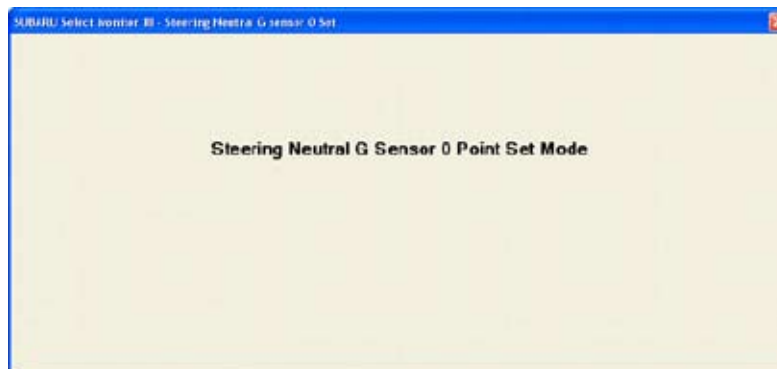 SUBARU Select Monitor III - Steering Neutral G sensor 0 Set
Steering Neutral G Sensor 0 Point Set Mode